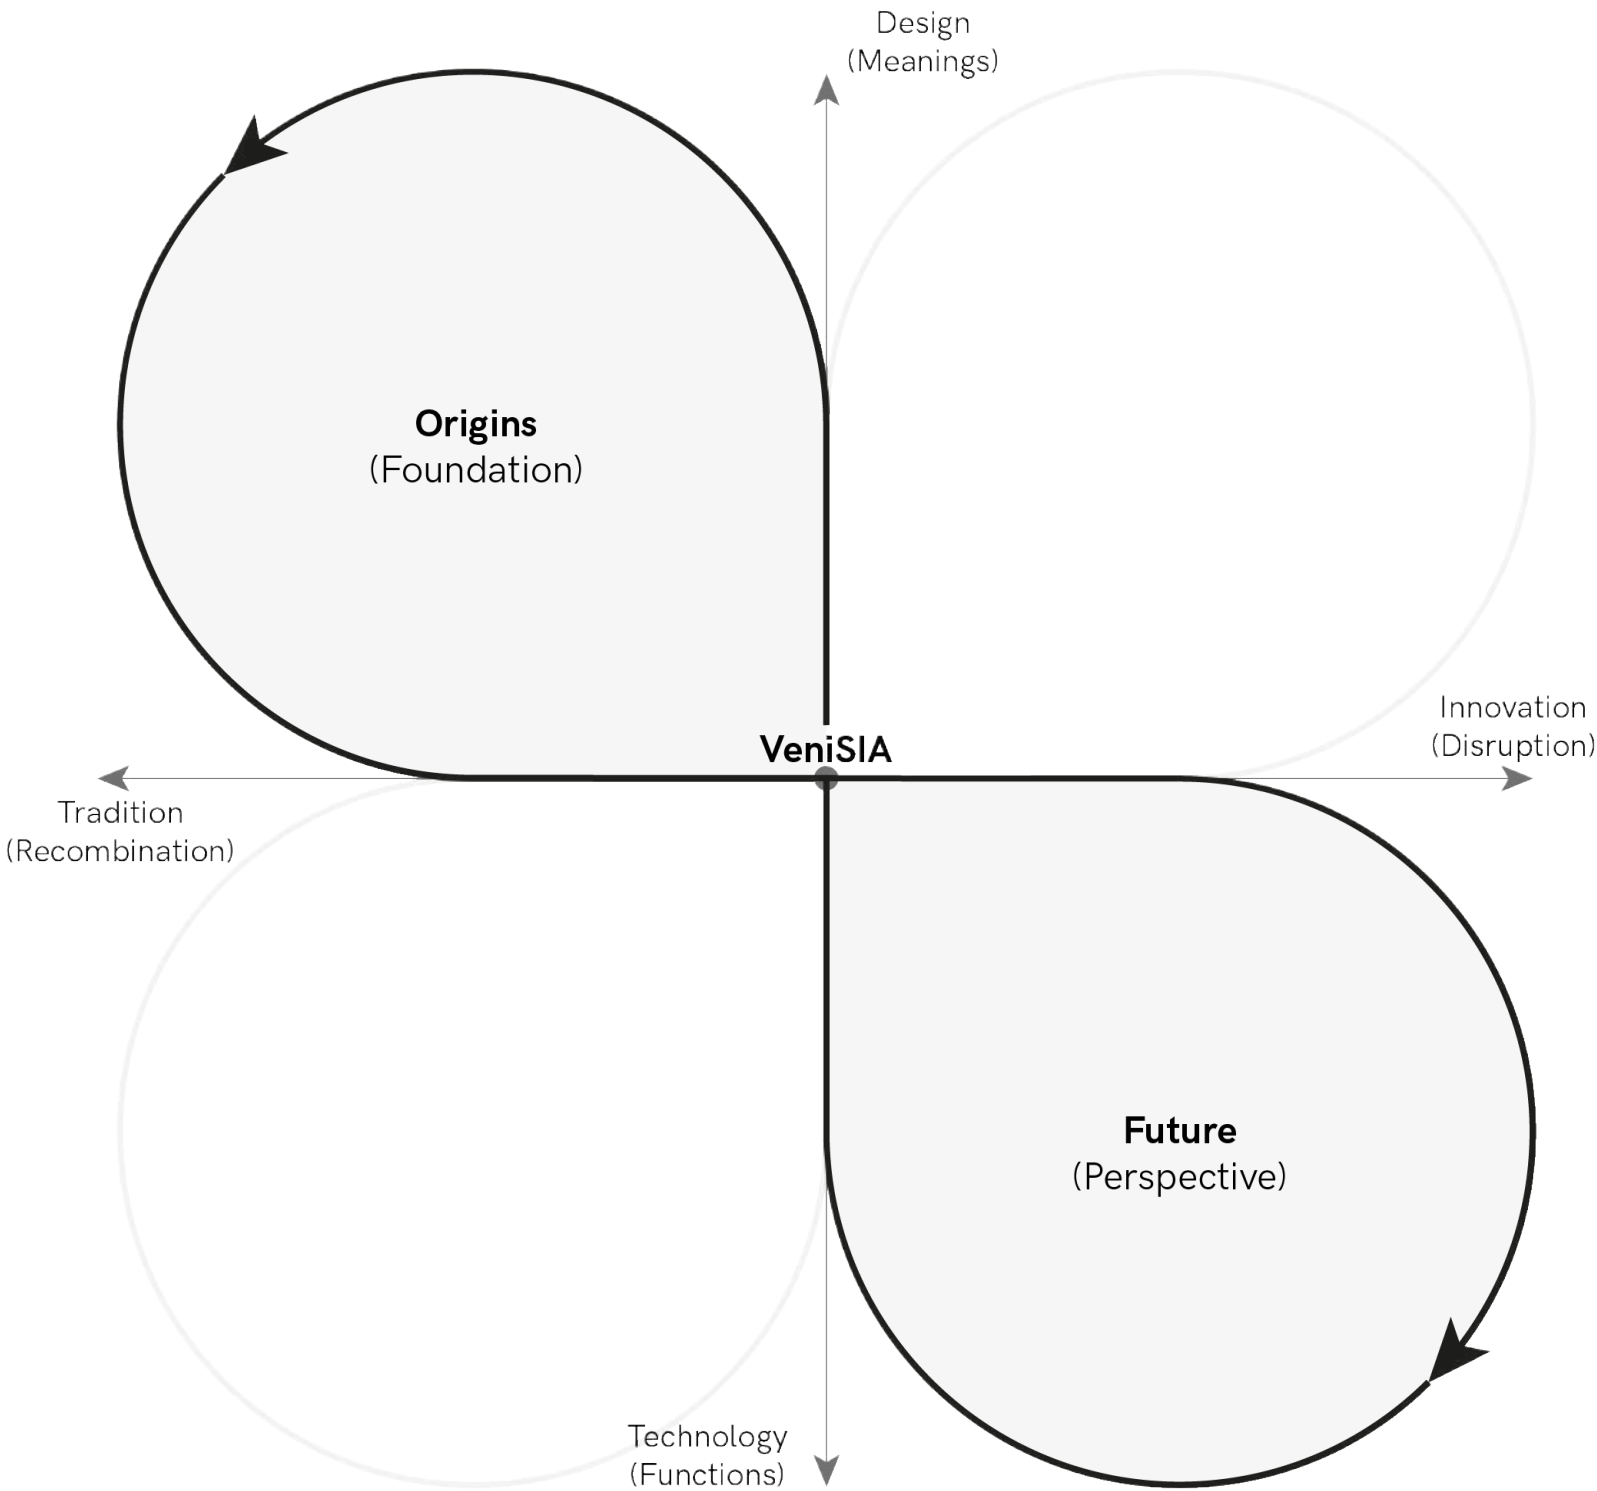 Design
(Meanings)
Origins
(Foundation)
Innovation
(Disruption)
VeniSIA
Tradition
(Recombination)
Future
(Perspective)
Technology
(Functions)